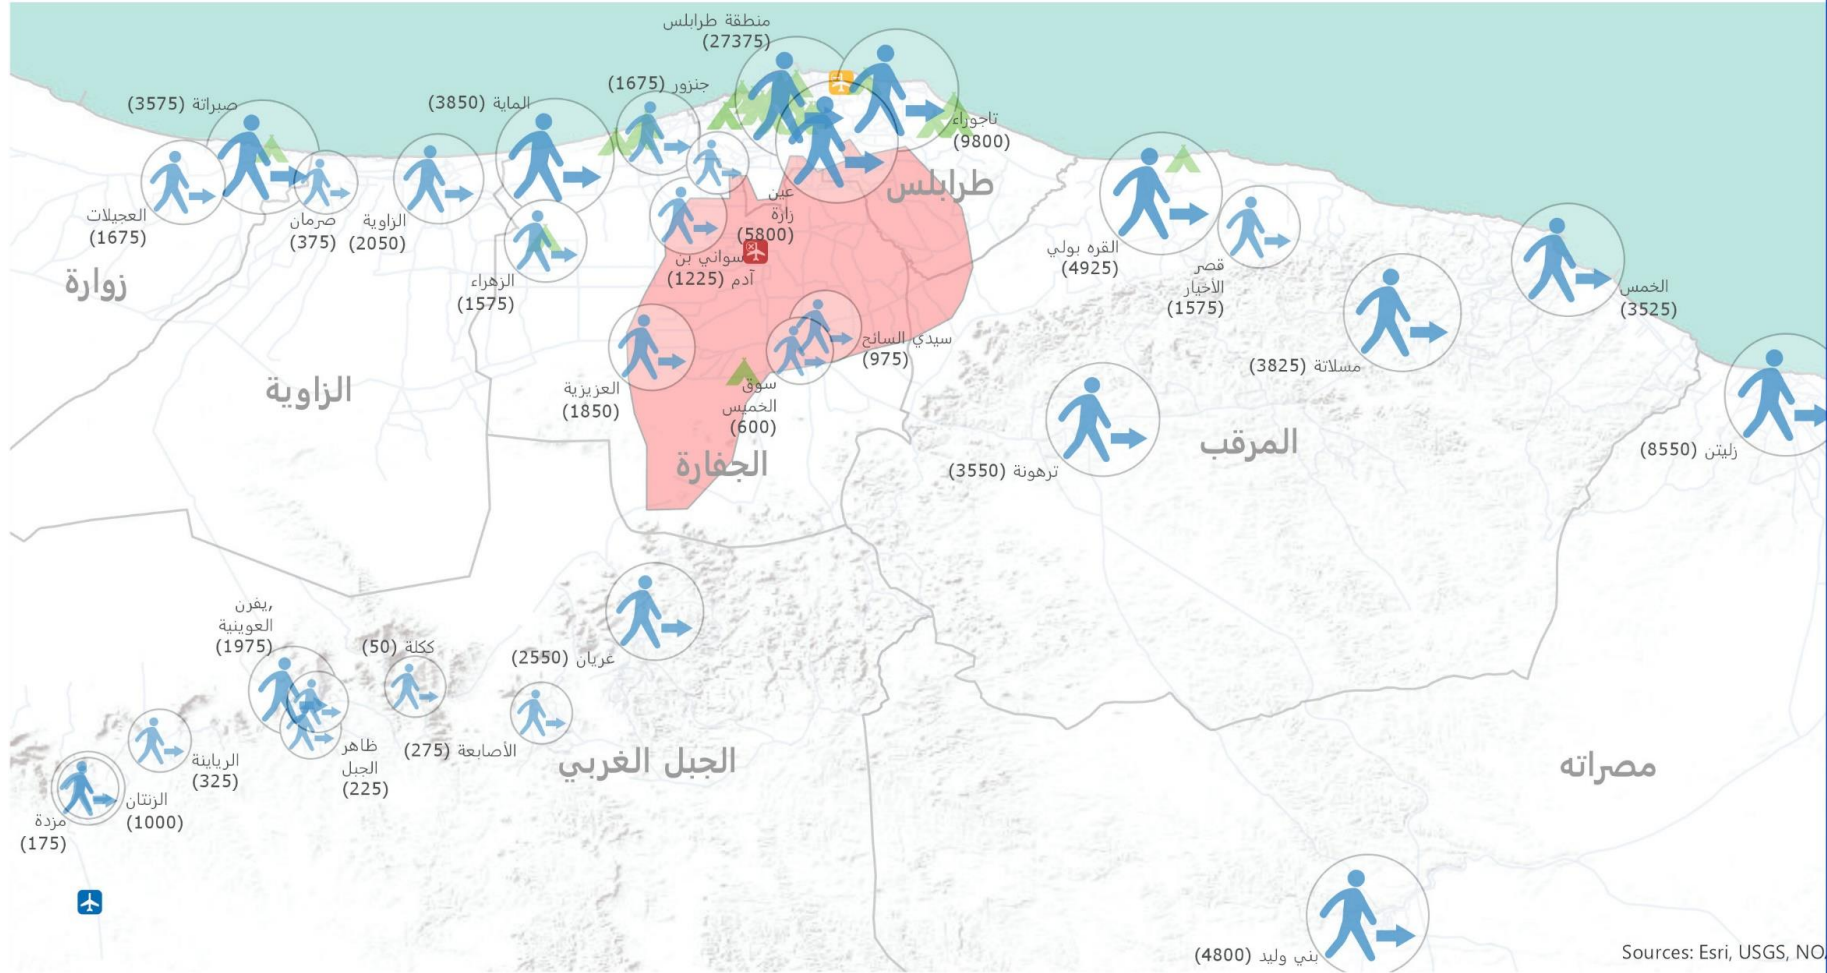 منطقة طرابلس
(27375)
جنزور (1675)
الماية (3850)
صبراتة (3575)
تاجوراء
(9800)
طرابلس
عين
زارة
(5800)
العجيلات
(1675)
صرمان
(375)
الزاوية
(2050)
زوارة
الزهراء
(1575)
سواني بن
آدم (1225)
القره بولي
(4925)
قصر
الأخيار
(1575)
الخمس
(3525)
سيدي السائح
(975)
مسلاتة (3825)
الزاوية
العزيزية
(1850)
سوق
الخميس
(600)
الجفارة
المرقب
ترهونة (3550)
زليتن (8550)
يفرن,
العوينية
(1975)
ككلة (50)
غريان (2550)
الأصابعة (275)
ظاهر
الجبل
(225)
الرياينة
(325)
الزنتان
(1000)
مزدة
(175)
الجبل الغربي
مصراته
بني وليد (4800)
Sources: Esri, USGS, NO